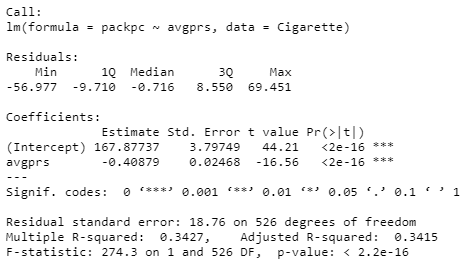 Call:
lm(formula = packpc ~ avgprs, data = Cigarette)
Residuals:
Min 1Q Median 3Q Max
-56.977 -9.710 -0.716 8.550 69.451
Coefficients:
Estimate Std. Error t value Pr(>|t|)
(Intercept) 167.87737 3.79749 44.21 <2e-16 ***
avgprs -0.40879 0.02468 -16.56 <2e-16 ***
---
Signif. codes: 0 ‘***’ 0.001 ‘**’ 0.01 ‘*’ 0.05 ‘.’ 0.1 ‘ ’ 1
Residual standard error: 18.76 on 526 degrees of freedom
Multiple R-squared: 0.3427, Adjusted R-squared: 0.3415
F-statistic: 274.3 on 1 and 526 DF, p-value: < 2.2e-16